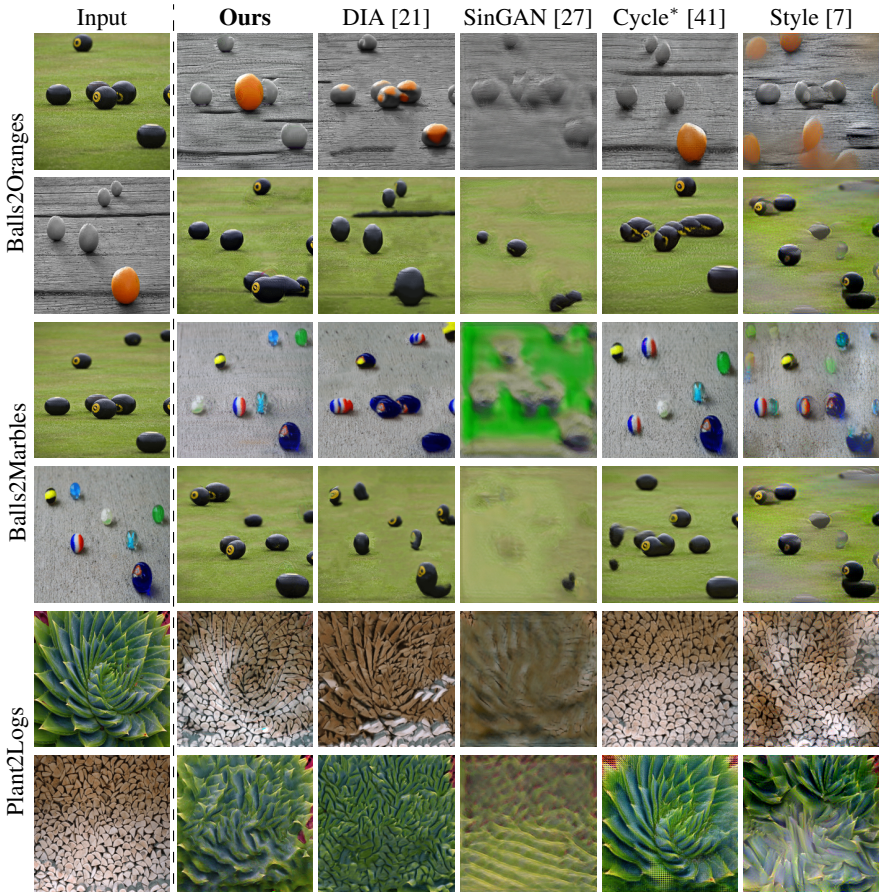 Input Ours DIA [21] SinGAN [27] Cycle* [41] Style [7]
Balls2Oranges
Balls2Marbles
Plant2Logs